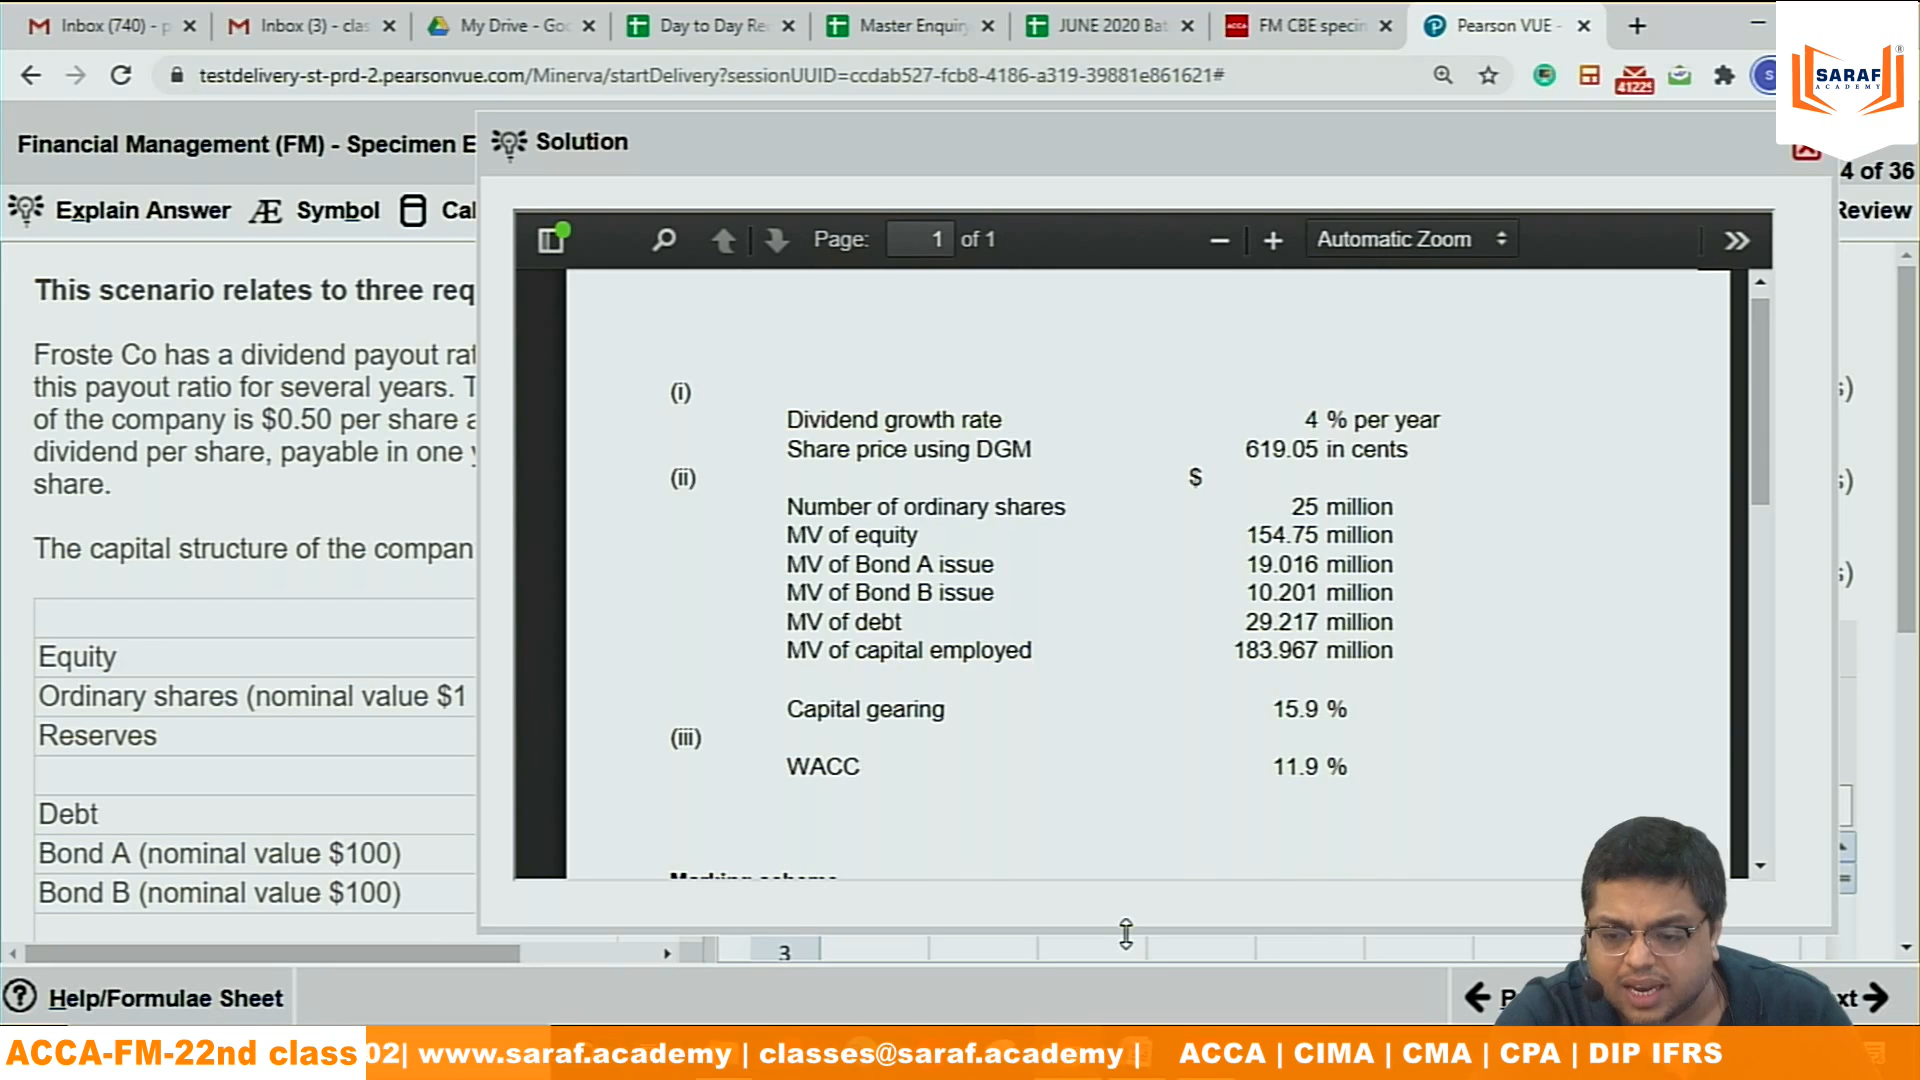 Inbox (740) - p
Inbox (3) - clas
My Drive - Goo
Day to Day Re
Master Enquiry
JUNE 2020 Bat
ACCA
FM CBE specin
Pearson VUE -
testdelivery-st-prd-2.pearsonvue.com/Minerva/startDelivery?sessionUUID=ccdab527-fcb8-4186-a319-39881e861621#
41225
SARAF
ACADEMY
®
Financial Management (FM) - Specimen E
Solution
4 of 36
Explain Answer
Symbol
Cal
Review
Page: 1 of 1
Automatic Zoom
This scenario relates to three req
Froste Co has a dividend payout rat
this payout ratio for several years. T
of the company is $0.50 per share a
dividend per share, payable in one y
share.
The capital structure of the compan
Equity
Ordinary shares (nominal value $1
Reserves
Debt
Bond A (nominal value $100)
Bond B (nominal value $100)
(i)
Dividend growth rate 4 % per year
Share price using DGM 619.05 in cents
(ii) $
Number of ordinary shares 25 million
MV of equity 154.75 million
MV of Bond A issue 19.016 million
MV of Bond B issue 10.201 million
MV of debt 29.217 million
MV of capital employed 183.967 million
Capital gearing 15.9 %
(iii)
WACC 11.9 %
Marking scheme
3
Help/Formulae Sheet
ACCA-FM-22nd class 02| www.saraf.academy | classes@saraf.academy | ACCA | CIMA | CMA | CPA | DIP IFRS